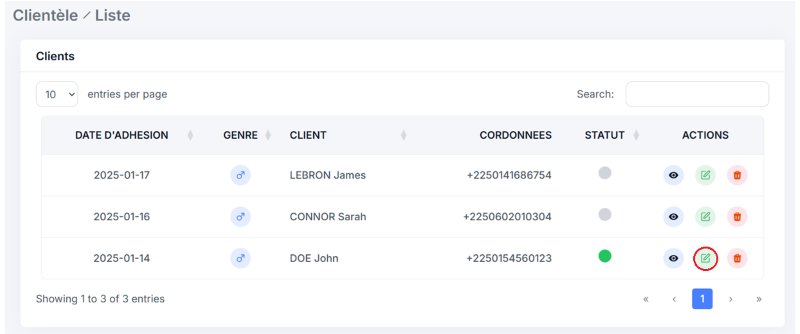 Clientèle / Liste
Clients
10 entries per page Search:
DATE D'ADHESION GENRE CLIENT CORDONNEES STATUT ACTIONS
2025-01-17 LEBRON James +2250141686754
2025-01-16 CONNOR Sarah +2250602010304
2025-01-14 DOE John +2250154560123
Showing 1 to 3 of 3 entries « ‹ 1 › »